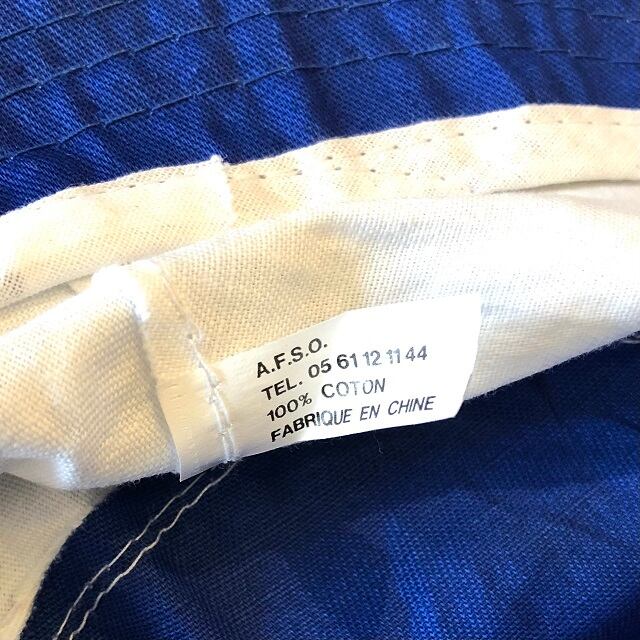 A.F.S.O.
TEL. 05 61 12 11 44
100% COTON
FABRIQUE EN CHINE